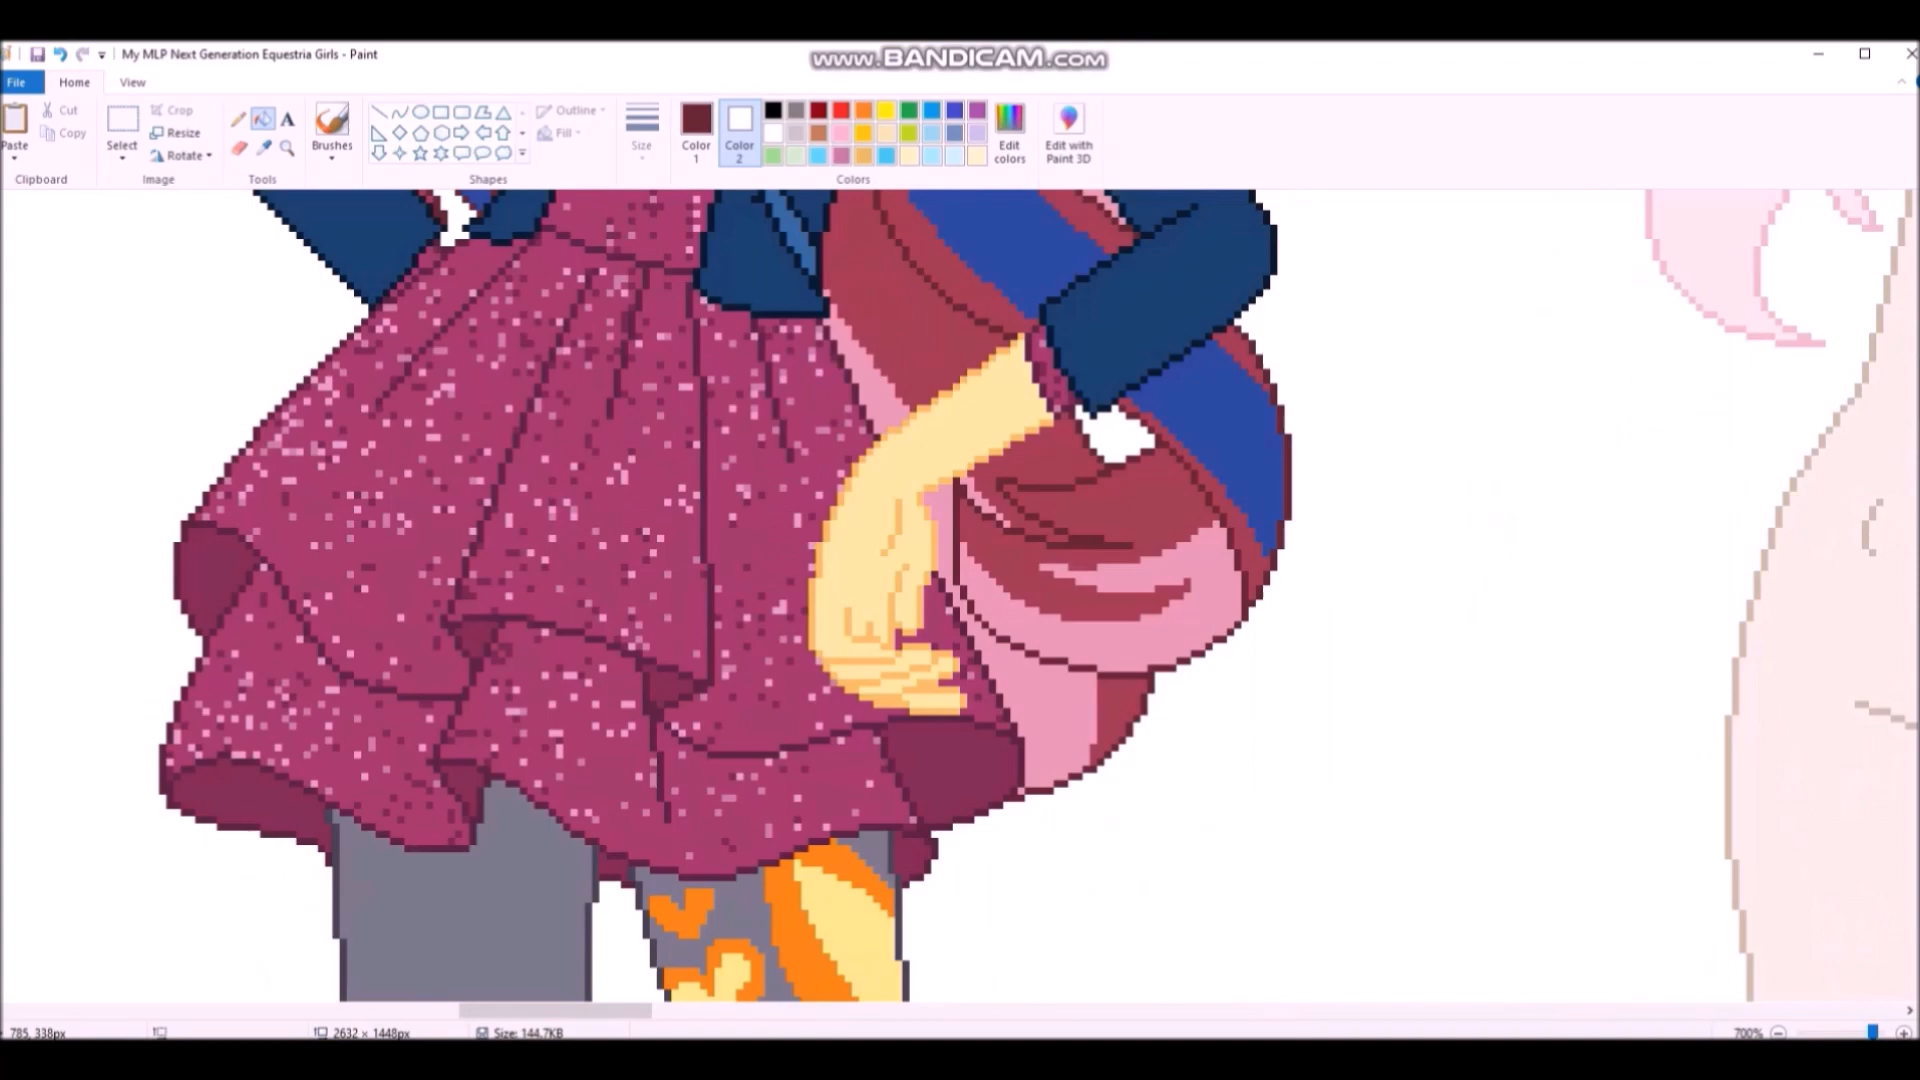 My MLP Next Generation Equestria Girls - Paint
www.BANDICAM.com
File
Home
View
Paste
Cut
Copy
Clipboard
Select
Crop
Resize
Rotate
Image
A
Tools
Brushes
Shapes
Outline
Fill
Size
Color 1
Color 2
Colors
Edit colors
Edit with Paint 3D
785, 338px
2632 × 1448px
Size: 144.7KB
700%